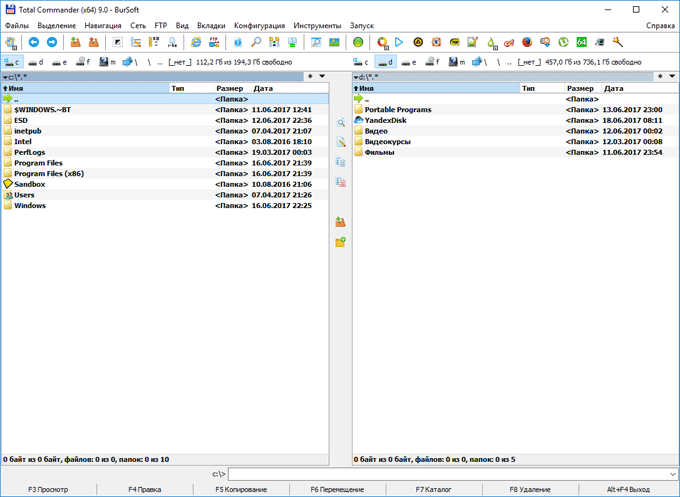 Total Commander (x64) 9.0 - BurSoft
Файлы Выделение Навигация Сеть FTP Вид Вкладки Конфигурация Инструменты Запуск Справка
c d e f m \ \ .. [_нет_] 112,2 Гб из 194,3 Гб свободно c d e f m \ \ .. [_нет_] 457,0 Гб из 736,1 Гб свободно
c:\*.* * d:\*.* *
Имя Тип Размер Дата Имя Тип Размер Дата
.. <Папка> .. <Папка>
$WINDOWS.~BT <Папка> 11.06.2017 12:41 Portable Programs <Папка> 13.06.2017 23:00
ESD <Папка> 12.06.2017 22:36 YandexDisk <Папка> 18.06.2017 08:11
inetpub <Папка> 07.04.2017 21:07 Видео <Папка> 12.06.2017 00:02
Intel <Папка> 03.08.2016 18:10 Видеокурсы <Папка> 12.03.2017 00:08
PerfLogs <Папка> 19.03.2017 00:03 Фильмы <Папка> 11.06.2017 23:54
Program Files <Папка> 16.06.2017 21:39
Program Files (x86) <Папка> 16.06.2017 21:39
Sandbox <Папка> 10.08.2016 21:06
Users <Папка> 07.04.2017 21:26
Windows <Папка> 16.06.2017 22:25
0 байт из 0 байт, файлов: 0 из 0, папок: 0 из 10 0 байт из 0 байт, файлов: 0 из 0, папок: 0 из 5
c:\>
F3 Просмотр F4 Правка F5 Копирование F6 Перемещение F7 Каталог F8 Удаление Alt+F4 Выход